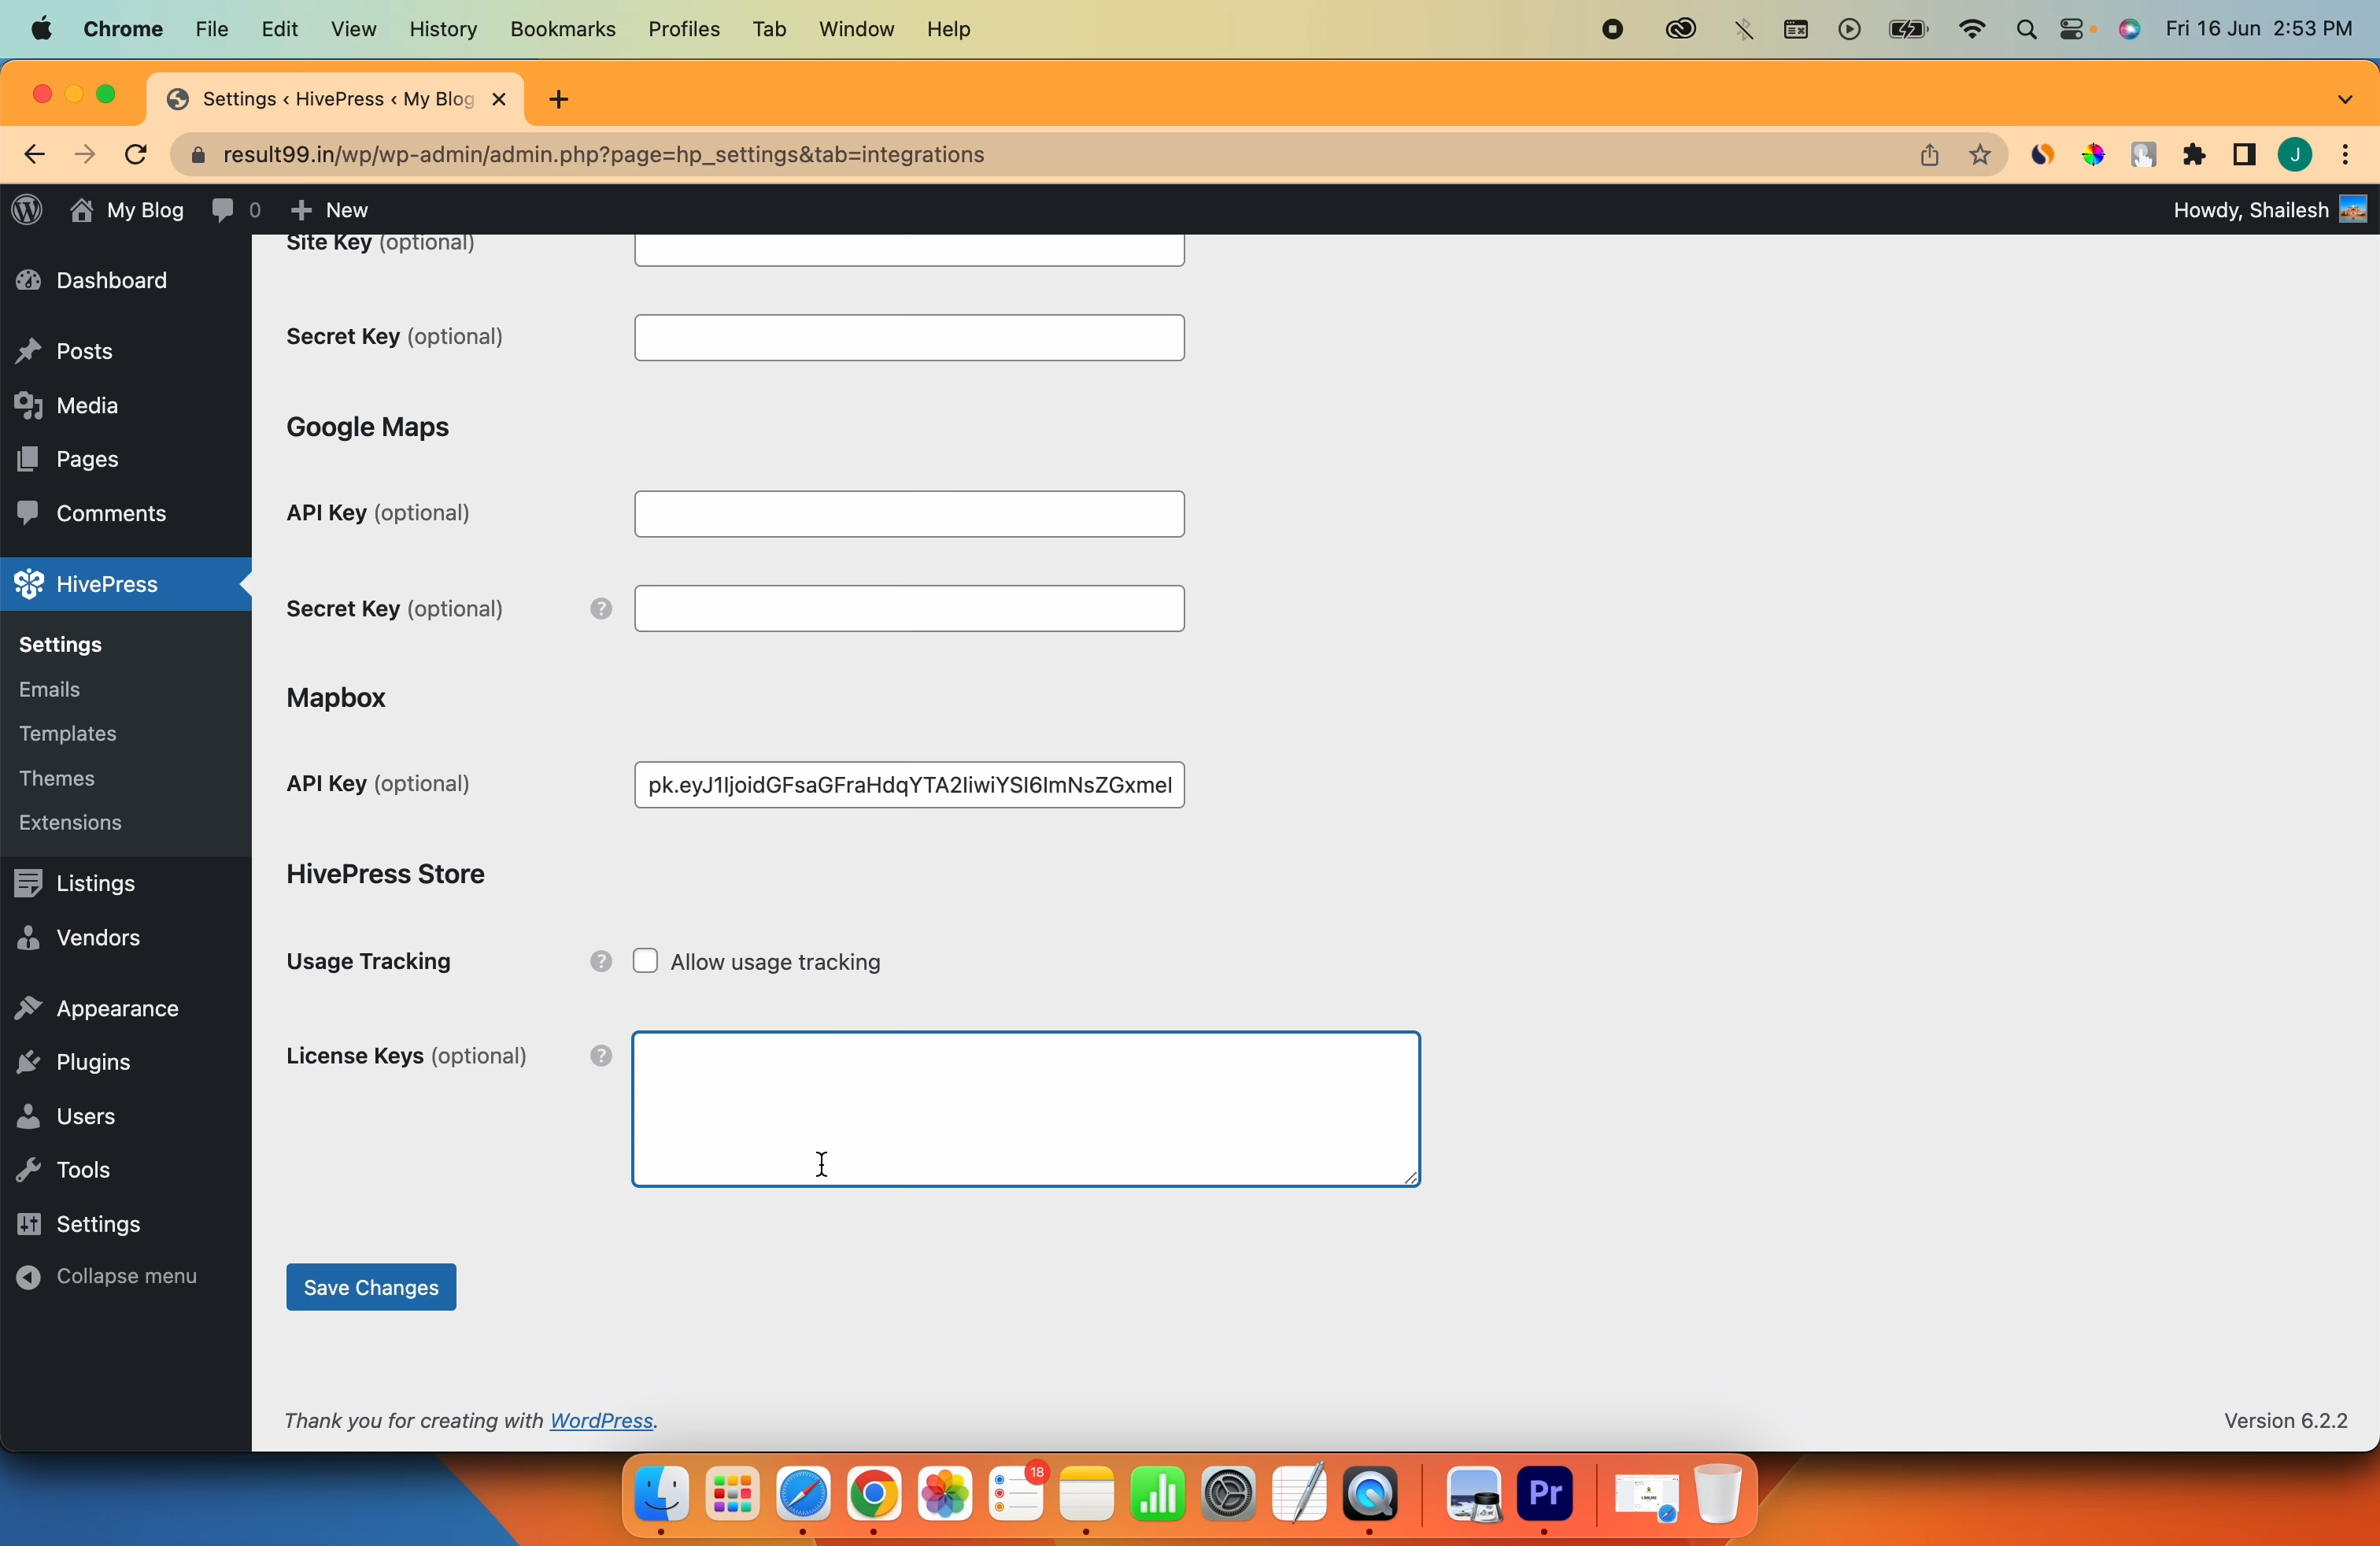 Chrome File Edit View History Bookmarks Profiles Tab Window Help Fri 16 Jun 2:53 PM
Settings ‹ HivePress ‹ My Blog
result99.in/wp/wp-admin/admin.php?page=hp_settings&tab=integrations J
My Blog 0 New Howdy, Shailesh
Dashboard
Posts
Media
Pages
Comments
HivePress
Settings
Emails
Templates
Themes
Extensions
Listings
Vendors
Appearance
Plugins
Users
Tools
Settings
Collapse menu
Site Key (optional)
Secret Key (optional)
Google Maps
API Key (optional)
Secret Key (optional) ?
Mapbox
API Key (optional) pk.eyJ1IjoidGFsaGFraHdqYTA2IiwiYSI6ImNsZGxmel
HivePress Store
Usage Tracking ? Allow usage tracking
License Keys (optional) ?
Save Changes
Thank you for creating with WordPress. Version 6.2.2
18
Pr